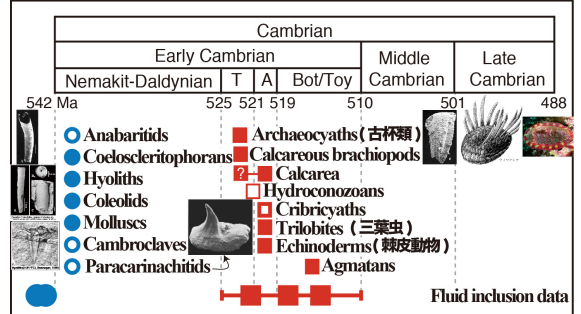 Cambrian
Early Cambrian
Middle Cambrian
Late Cambrian
Nemakit-Daldynian T A Bot/Toy
542 Ma 525 521 519 510 501 488
Anabaritids Archaeocyaths(古杯類)
Coeloscleritophorans Calcareous brachiopods
Hyoliths ? Calcarea
Hydroconozoans
Coleolids Cribricyaths
Molluscs Trilobites (三葉虫)
Cambroclaves Echinoderms(棘皮動物)
Paracarinachitids Agmatans
Fluid inclusion data